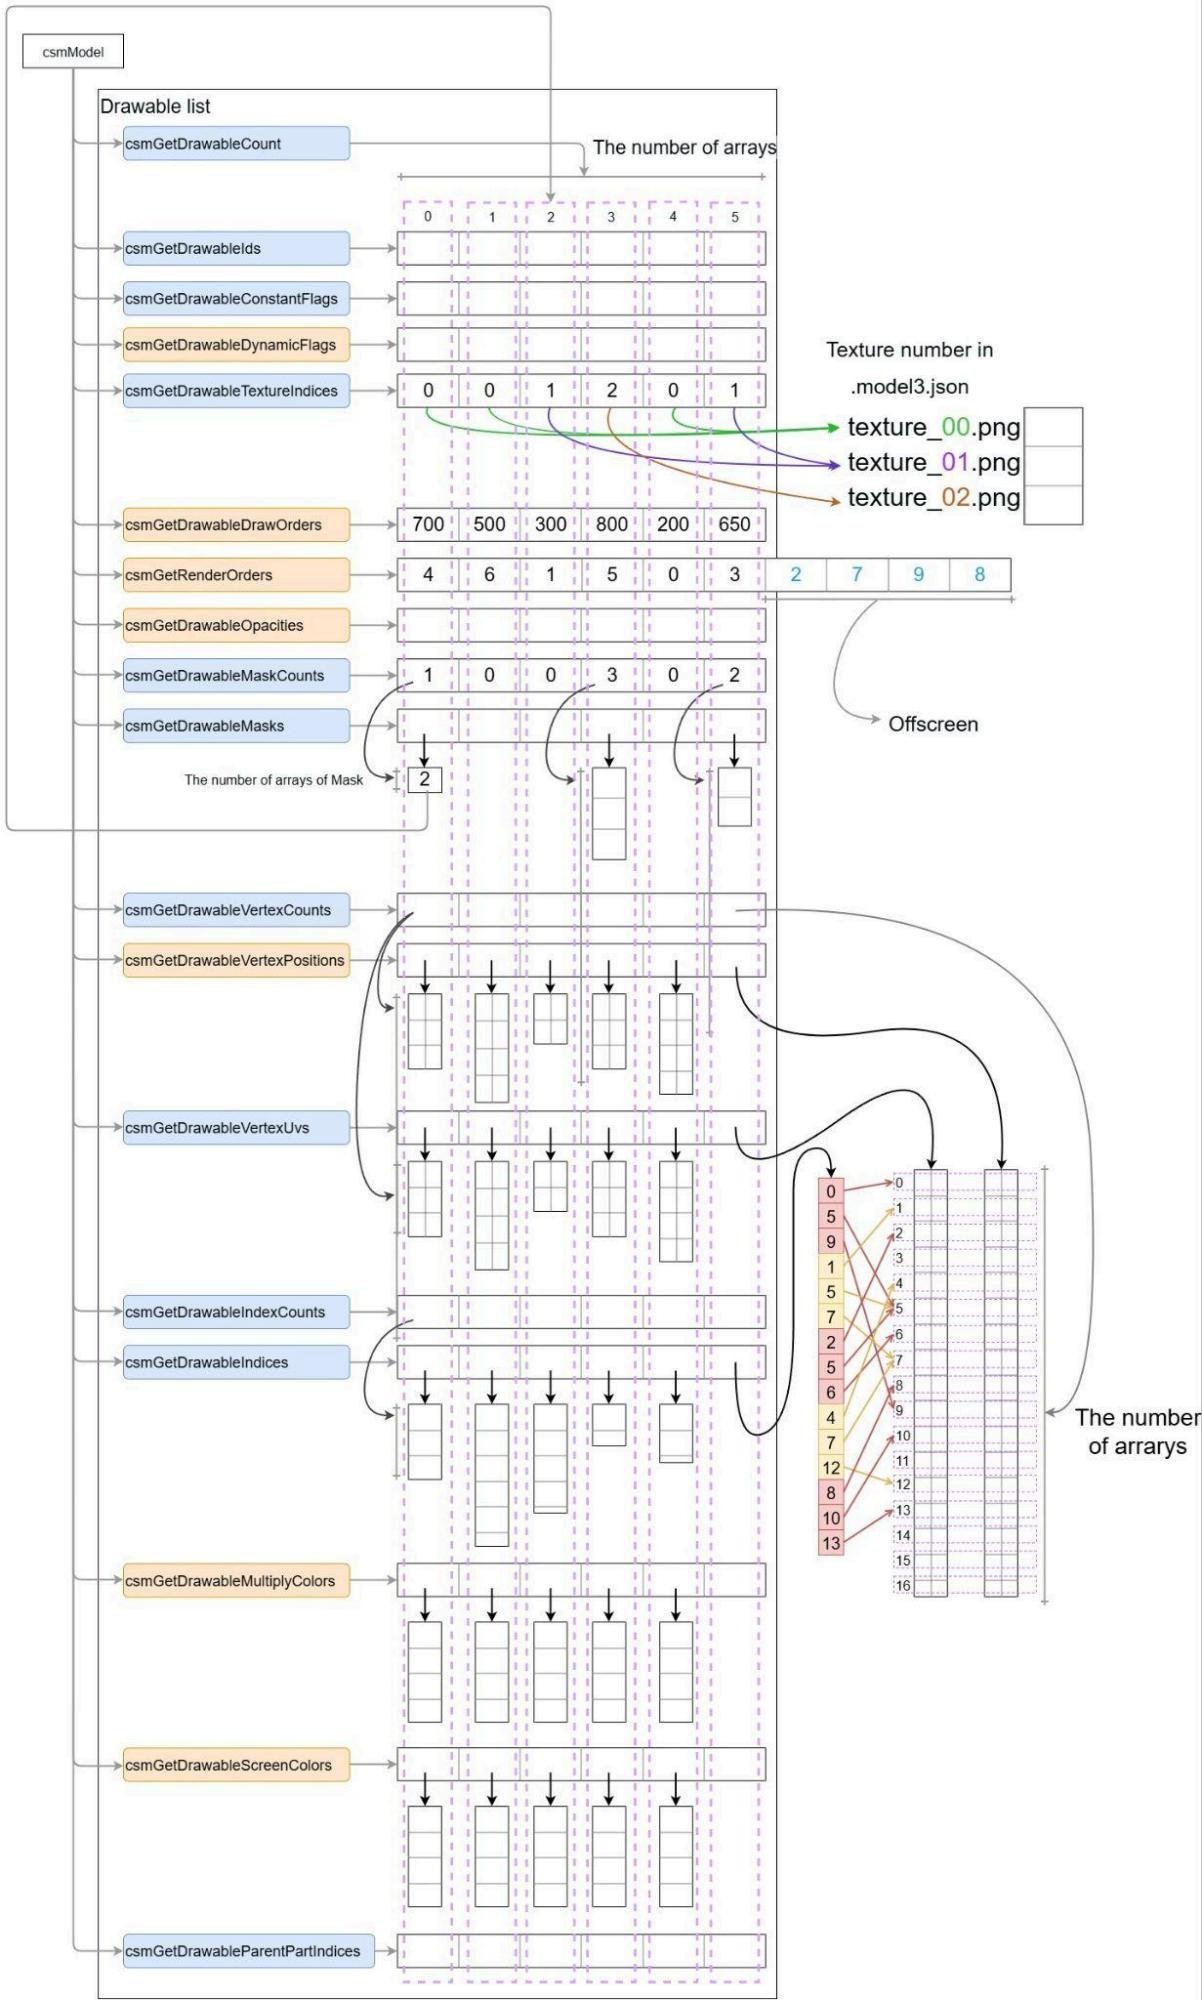 csmModel
Drawable list
csmGetDrawableCount
The number of arrays
0 1 2 3 4 5
csmGetDrawableIds
csmGetDrawableConstantFlags
csmGetDrawableDynamicFlags
Texture number in
.model3.json
csmGetDrawableTextureIndices 0 0 1 2 0 1
texture_00.png
texture_01.png
texture_02.png
csmGetDrawableDrawOrders 700 500 300 800 200 650
csmGetRenderOrders 4 6 1 5 0 3 2 7 9 8
csmGetDrawableOpacities
csmGetDrawableMaskCounts 1 0 0 3 0 2
csmGetDrawableMasks
Offscreen
The number of arrays of Mask 2
csmGetDrawableVertexCounts
csmGetDrawableVertexPositions
csmGetDrawableVertexUvs
csmGetDrawableIndexCounts
csmGetDrawableIndices
0
5
9
1
5
7
2
5
6
4
7
12
8
10
13
0
1
2
3
4
5
6
7
8
9
10
11
12
13
14
15
16
The number
of arrarys
csmGetDrawableMultiplyColors
csmGetDrawableScreenColors
csmGetDrawableParentPartIndices